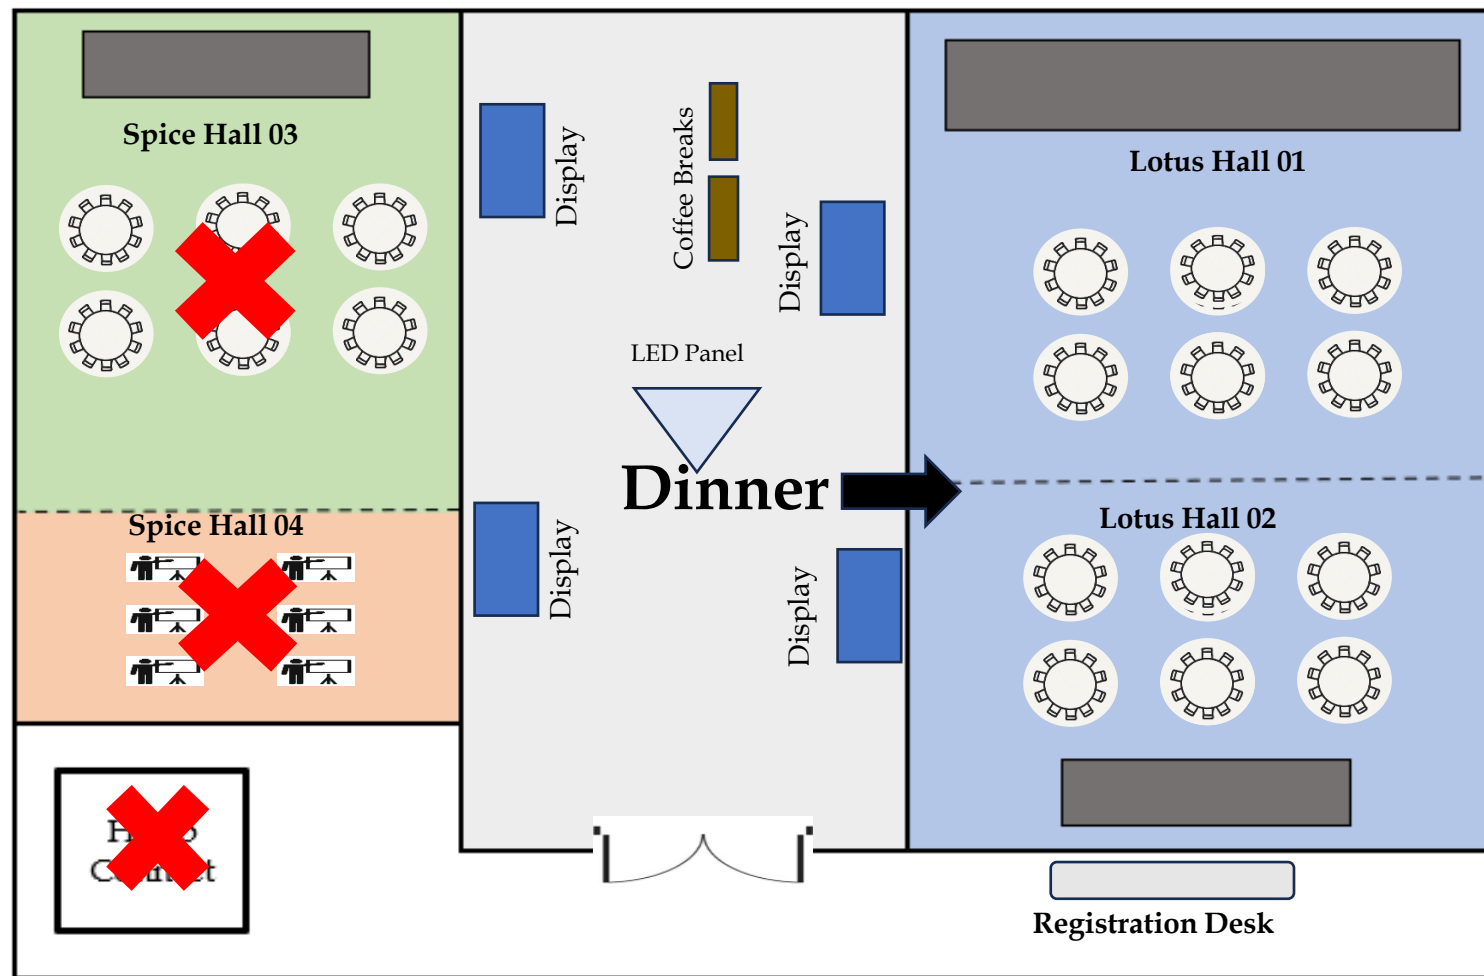 Spice Hall 03
Display
Coffee Breaks
Display
Lotus Hall 01
LED Panel
Dinner
Spice Hall 04
Display
Display
Lotus Hall 02
Registration Desk